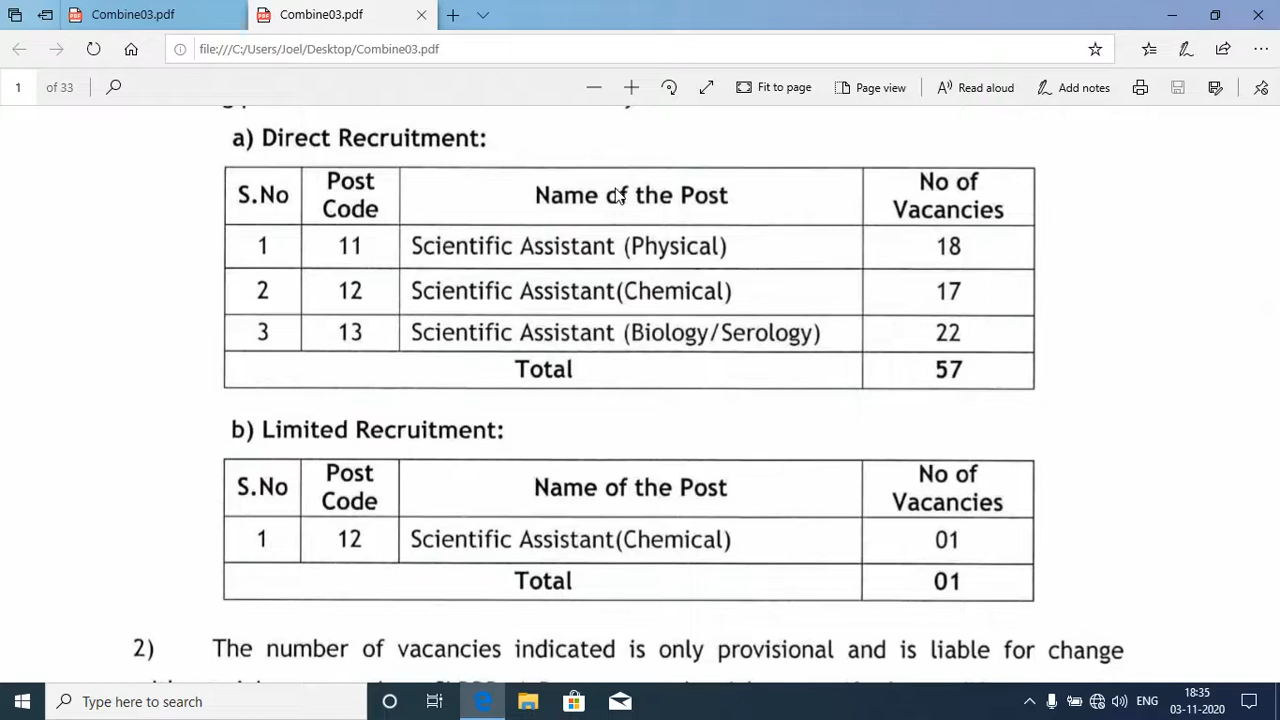 Combine03.pdf
Combine03.pdf
file:///C:/Users/Joel/Desktop/Combine03.pdf
1 of 33
Fit to page
Page view
Read aloud
Add notes
a) Direct Recruitment:
S.No Post Code Name of the Post No of Vacancies
1 11 Scientific Assistant (Physical) 18
2 12 Scientific Assistant(Chemical) 17
3 13 Scientific Assistant (Biology/Serology) 22
Total 57
b) Limited Recruitment:
S.No Post Code Name of the Post No of Vacancies
1 12 Scientific Assistant(Chemical) 01
Total 01
2) The number of vacancies indicated is only provisional and is liable for change
Type here to search
ENG
18:35
03-11-2020